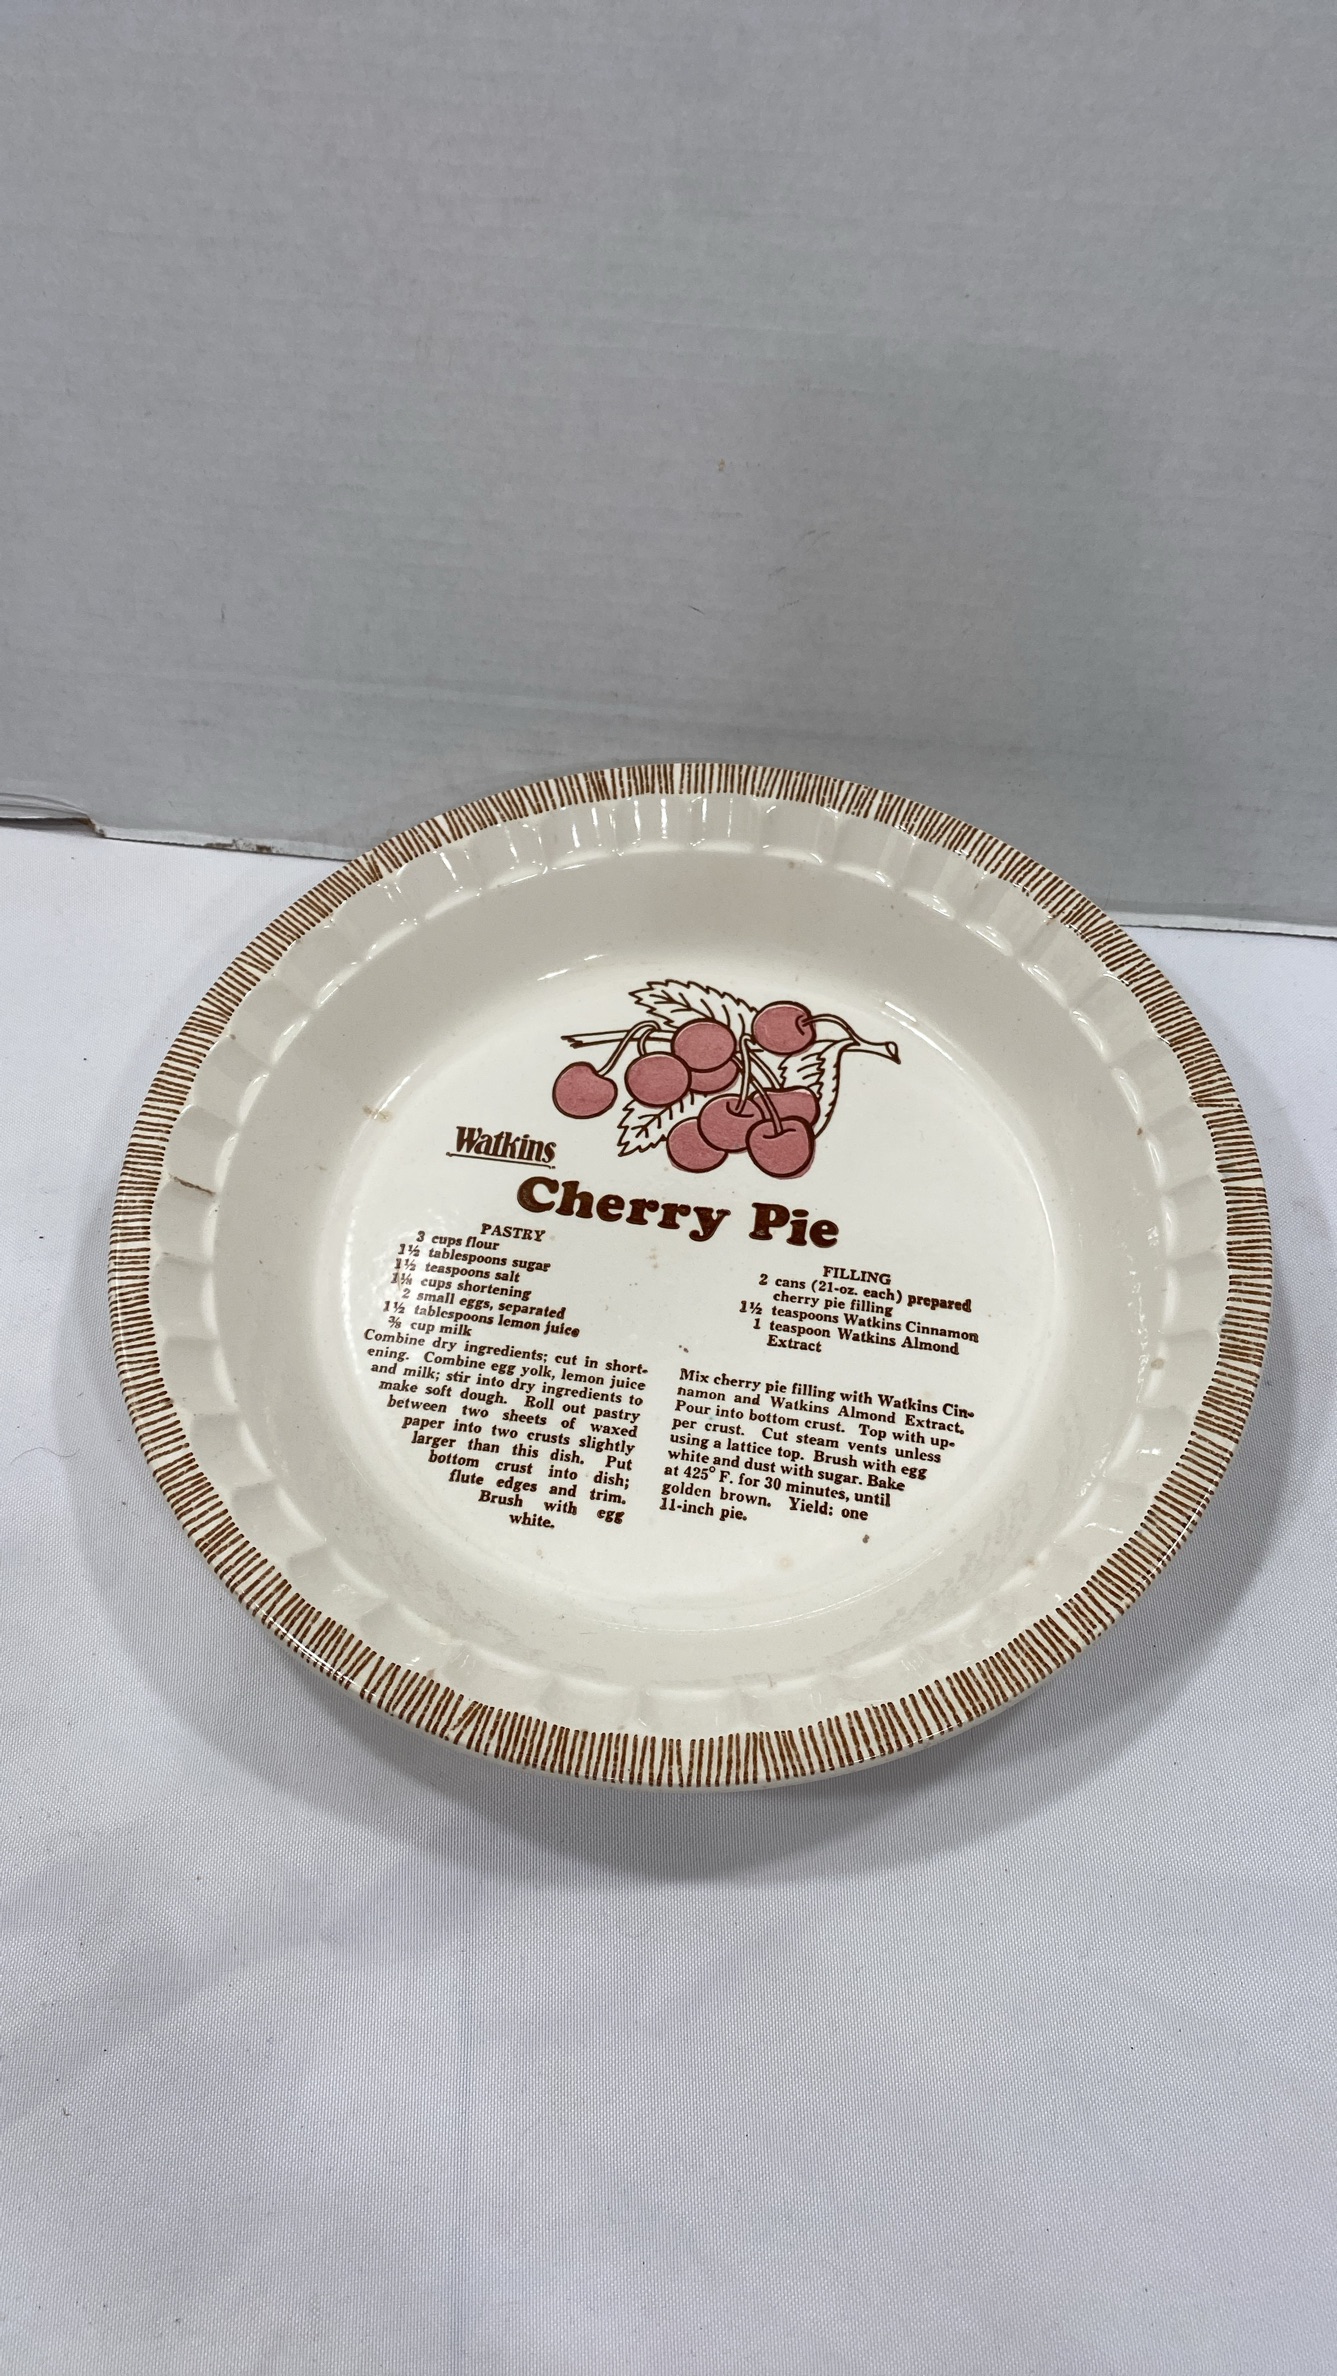 Watkins
Cherry Pie
PASTRY
3 cups flour
1½ tablespoons sugar
1½ teaspoons salt
1⅛ cups shortening
2 small eggs, separated
1½ tablespoons lemon juice
⅜ cup milk
Combine dry ingredients; cut in short-
ening. Combine egg yolk, lemon juice
and milk; stir into dry ingredients to
make soft dough. Roll out pastry
between two sheets of waxed
paper into two crusts slightly
larger than this dish. Put
bottom crust into dish;
flute edges and trim.
Brush with egg
white.
FILLING
2 cans (21-oz. each) prepared
cherry pie filling
1½ teaspoons Watkins Cinnamon
1 teaspoon Watkins Almond
Extract
Mix cherry pie filling with Watkins Cin-
namon and Watkins Almond Extract.
Pour into bottom crust. Top with up-
per crust. Cut steam vents unless
using a lattice top. Brush with egg
white and dust with sugar. Bake
at 425° F. for 30 minutes, until
golden brown. Yield: one
11-inch pie.